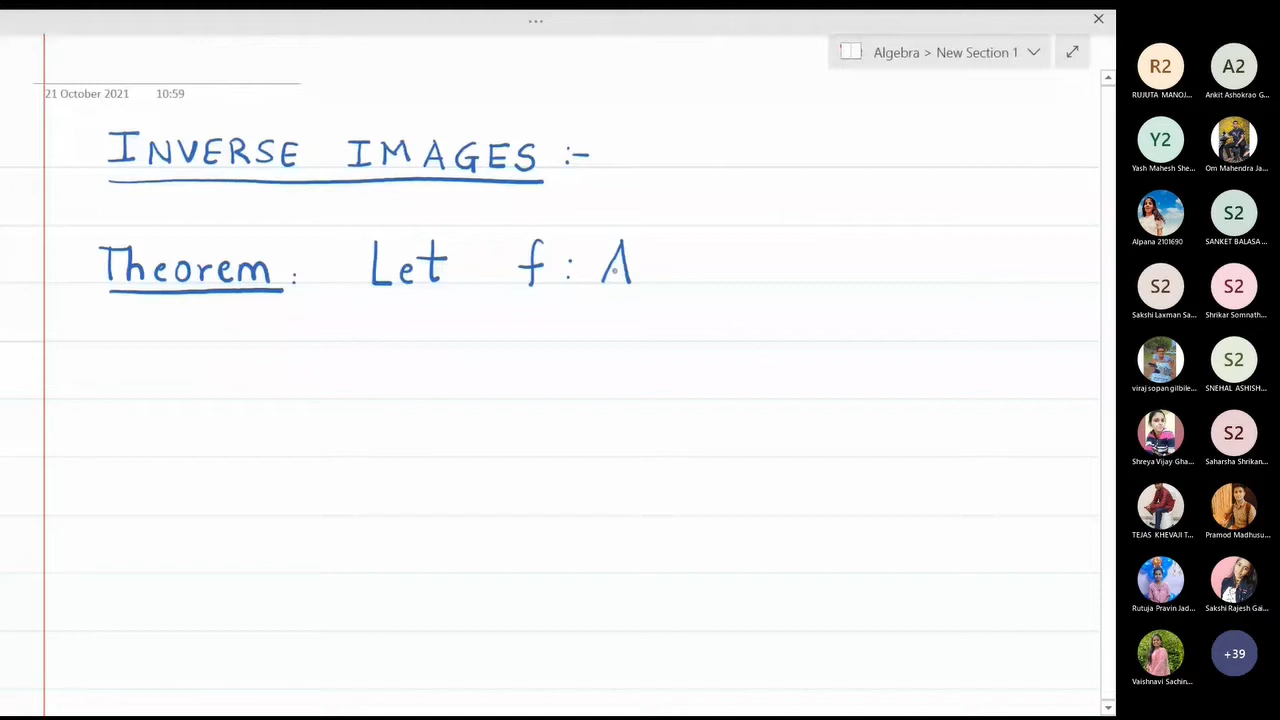 Algebra > New Section 1
21 October 2021 10:59
INVERSE IMAGES :-
Theorem : Let f : A
R2
A2
RUJUTA MANOJ...
Ankit Ashokrao G...
Y2
Yash Mahesh She...
Om Mahendra Ja...
S2
Alpana 2101690
SANKET BALASA ...
S2
S2
Sakshi Laxman Sa...
Shrikar Somnath...
S2
viraj sopan gilbile...
SNEHAL ASHISH...
S2
Shreya Vijay Gha...
Saharsha Shrikan...
TEJAS KHEVAJI T...
Pramod Madhusu...
Rutuja Pravin Jad...
Sakshi Rajesh Gai...
+39
Vaishnavi Sachin...